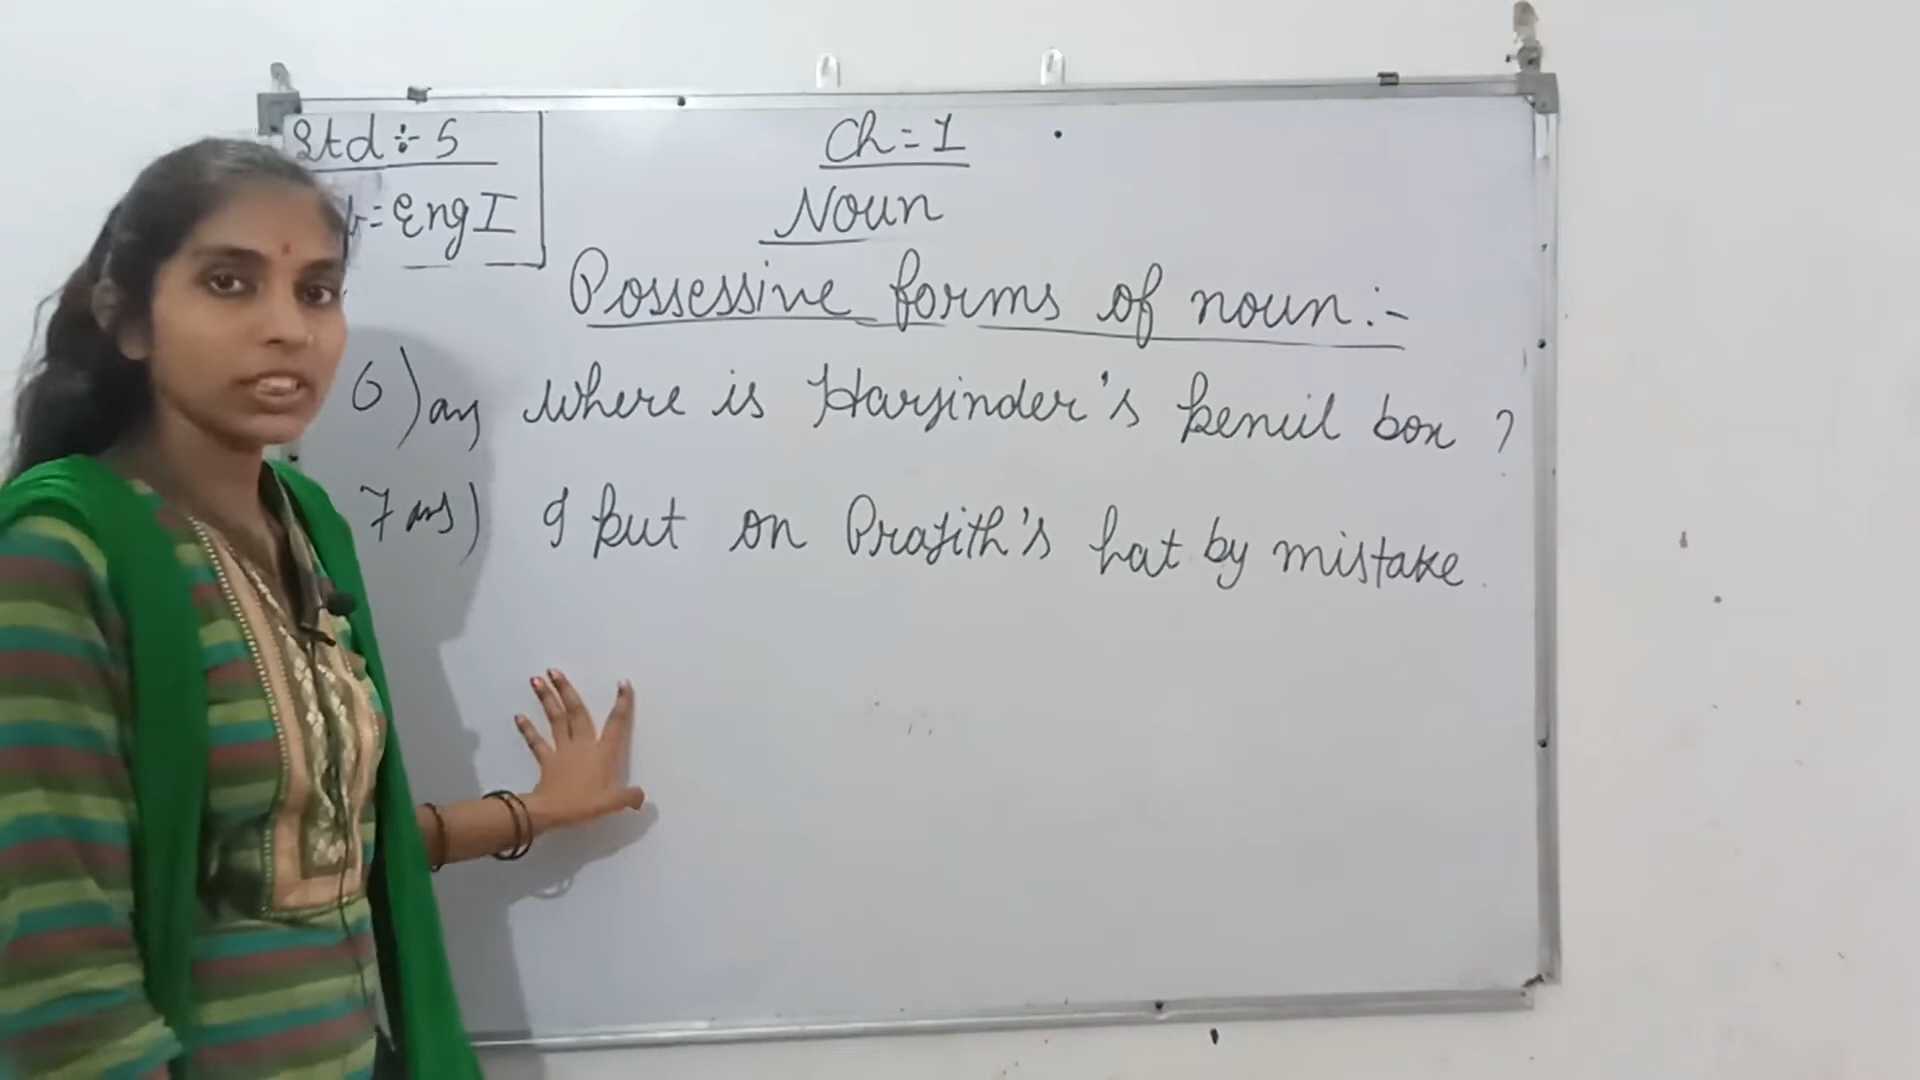 Std ÷ 5
= Eng I
Ch = 1
Noun
Possessive forms of noun :-
6) ans where is Harjinder's pencil box ?
7 ans) I put on Prajith's hat by mistake.